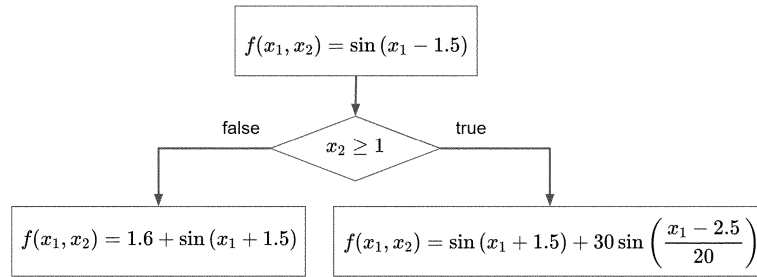 f(x₁, x₂) = sin (x₁ − 1.5)
false
true
x₂ ≥ 1
f(x₁, x₂) = 1.6 + sin (x₁ + 1.5)
f(x₁, x₂) = sin (x₁ + 1.5) + 30 sin ((x₁ − 2.5)/20)